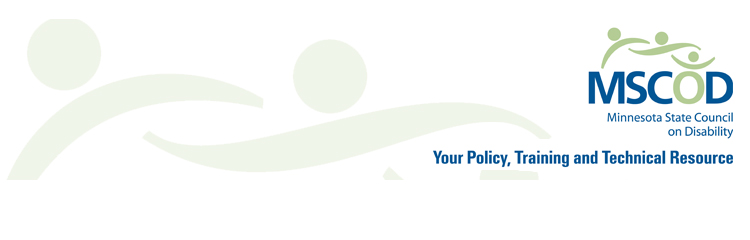 MSCOD
Minnesota State Council
on Disability
Your Policy, Training and Technical Resource